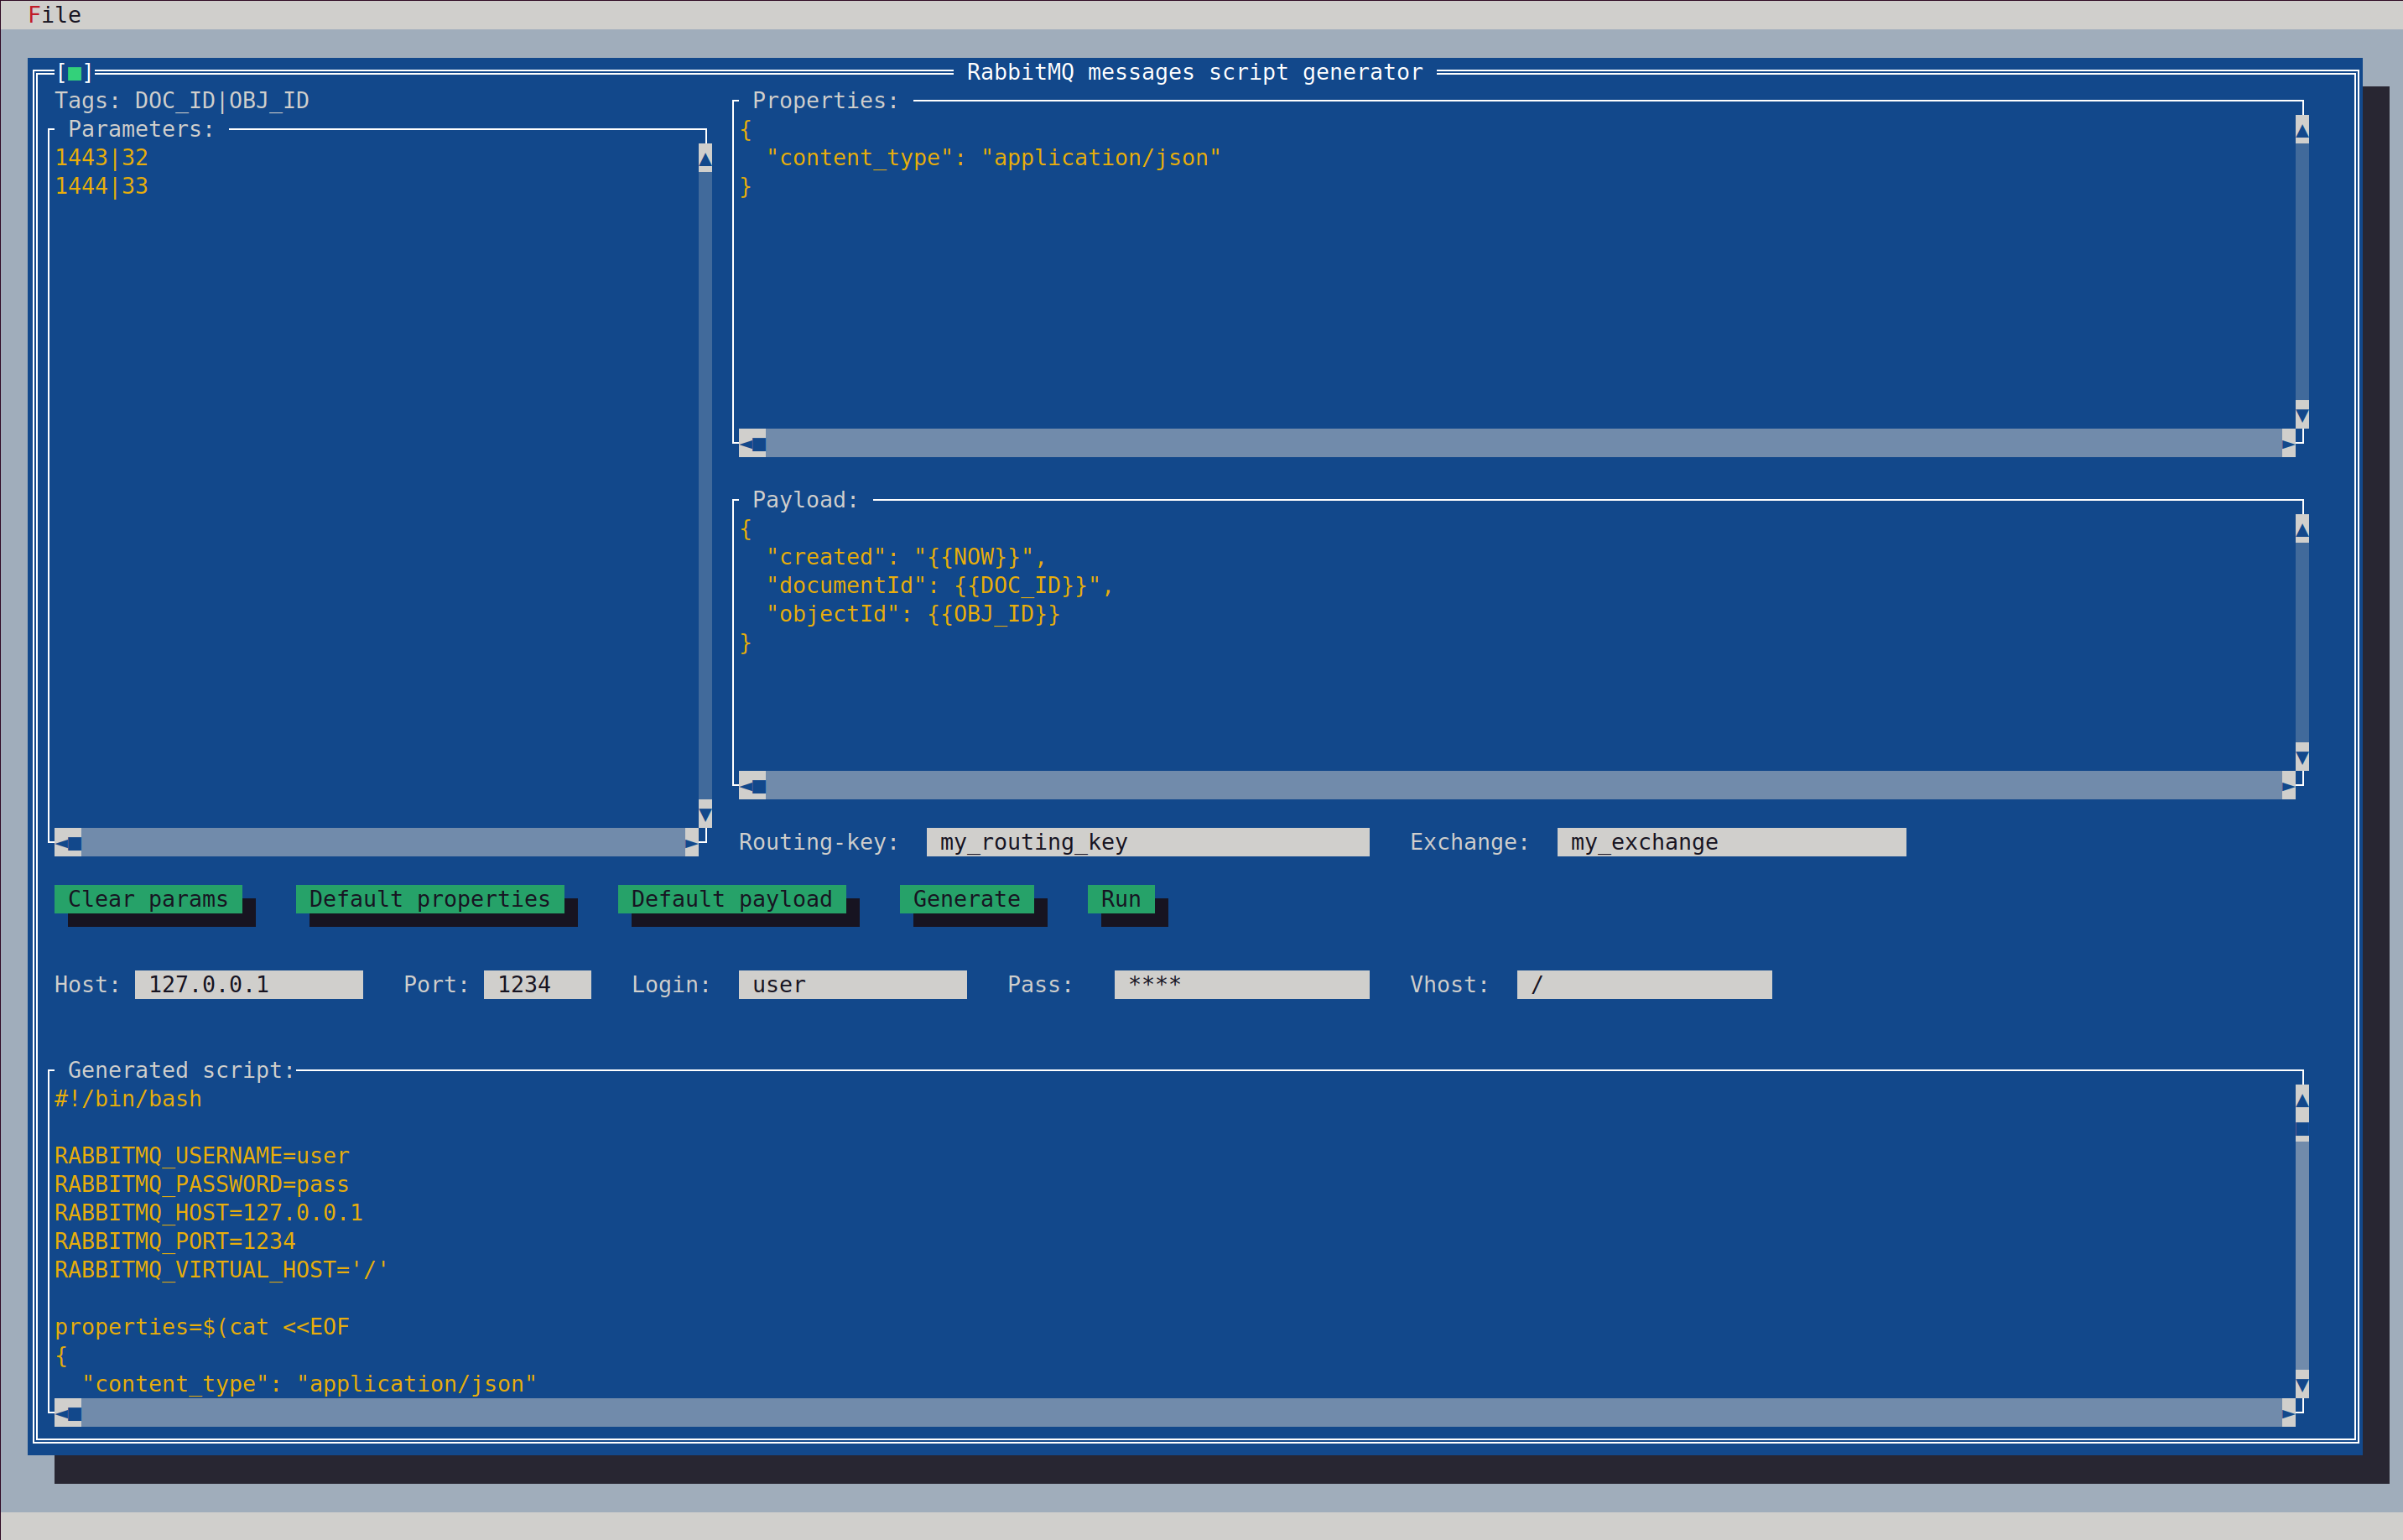 File
[■] RabbitMQ messages script generator
Tags: DOC_ID|OBJ_ID
Parameters:
1443|32
1444|33
Properties:
{
  "content_type": "application/json"
}
Payload:
{
  "created": "{{NOW}}",
  "documentId": {{DOC_ID}}",
  "objectId": {{OBJ_ID}}
}
Routing-key: my_routing_key Exchange: my_exchange
Clear params Default properties Default payload Generate Run
Host: 127.0.0.1 Port: 1234 Login: user Pass: **** Vhost: /
Generated script:
#!/bin/bash
RABBITMQ_USERNAME=user
RABBITMQ_PASSWORD=pass
RABBITMQ_HOST=127.0.0.1
RABBITMQ_PORT=1234
RABBITMQ_VIRTUAL_HOST='/'
properties=$(cat <<EOF
{
  "content_type": "application/json"